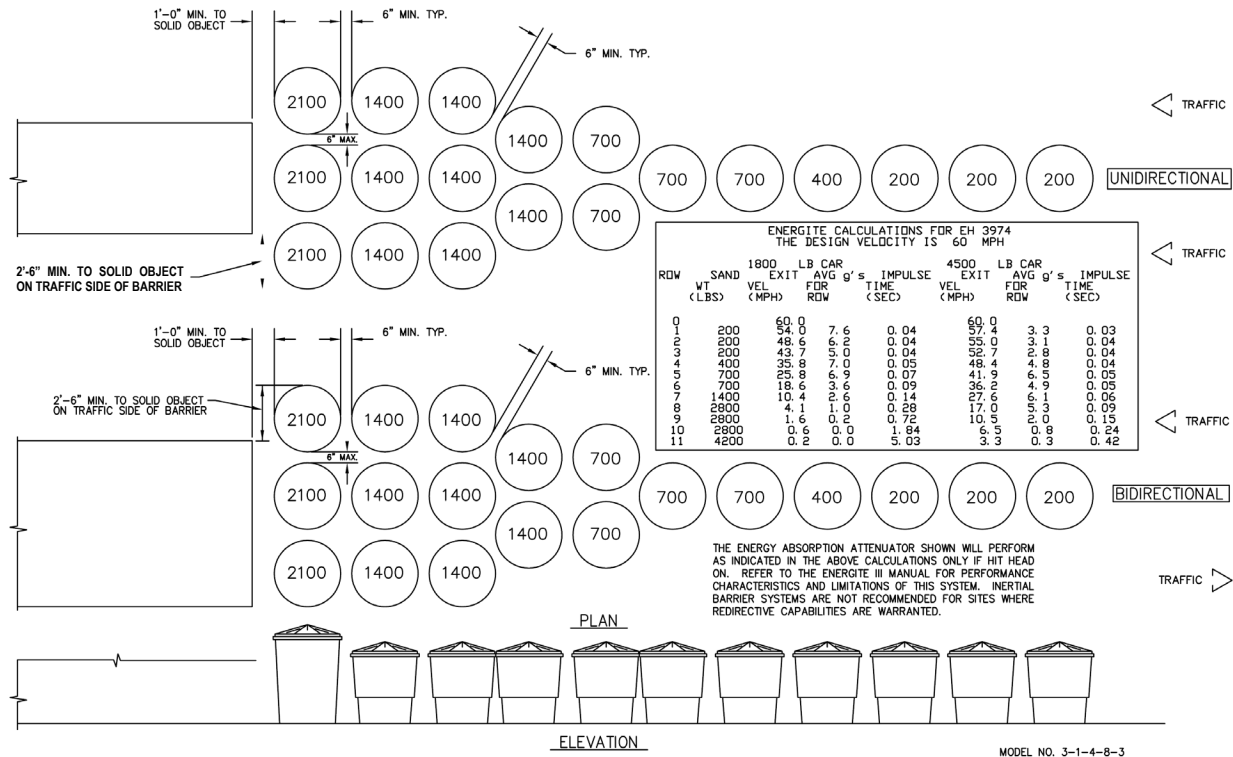 1'-0" MIN. TO
SOLID OBJECT
6" MIN. TYP.
6" MIN. TYP.
2100 1400 1400
6" MAX.
1400 700
2100 1400 1400
700 700 400 200 200 200
UNIDIRECTIONAL
1400 700
2100 1400 1400
TRAFFIC
TRAFFIC
2'-6" MIN. TO SOLID OBJECT
ON TRAFFIC SIDE OF BARRIER
ENERGITE CALCULATIONS FOR EH 3974
THE DESIGN VELOCITY IS 60 MPH
1800 LB CAR 4500 LB CAR
ROW SAND EXIT AVG g's IMPULSE EXIT AVG g's IMPULSE
WT VEL FOR TIME VEL FOR TIME
(LBS) (MPH) ROW (SEC) (MPH) ROW (SEC)
0 60.0 60.0
1 200 54.0 7.6 0.04 57.4 3.3 0.03
2 200 48.6 6.2 0.04 55.0 3.1 0.04
3 200 43.7 5.0 0.04 52.7 2.8 0.04
4 400 35.8 7.0 0.05 48.4 4.8 0.04
5 700 25.8 6.9 0.07 41.9 6.5 0.05
6 700 18.6 3.6 0.09 36.2 4.9 0.05
7 1400 10.4 2.6 0.14 27.6 6.1 0.06
8 2800 4.1 1.0 0.28 17.0 5.3 0.09
9 2800 1.6 0.2 0.72 10.5 2.0 0.15
10 2800 0.6 0.0 1.84 6.5 0.8 0.24
11 4200 0.2 0.0 5.03 3.3 0.3 0.42
1'-0" MIN. TO
SOLID OBJECT
6" MIN. TYP.
6" MIN. TYP.
2'-6" MIN. TO SOLID OBJECT
ON TRAFFIC SIDE OF BARRIER
2100 1400 1400
6" MAX.
1400 700
2100 1400 1400
700 700 400 200 200 200
BIDIRECTIONAL
1400 700
2100 1400 1400
TRAFFIC
TRAFFIC
THE ENERGY ABSORPTION ATTENUATOR SHOWN WILL PERFORM
AS INDICATED IN THE ABOVE CALCULATIONS ONLY IF HIT HEAD
ON. REFER TO THE ENERGITE III MANUAL FOR PERFORMANCE
CHARACTERISTICS AND LIMITATIONS OF THIS SYSTEM. INERTIAL
BARRIER SYSTEMS ARE NOT RECOMMENDED FOR SITES WHERE
REDIRECTIVE CAPABILITIES ARE WARRANTED.
PLAN
ELEVATION
MODEL NO. 3-1-4-8-3